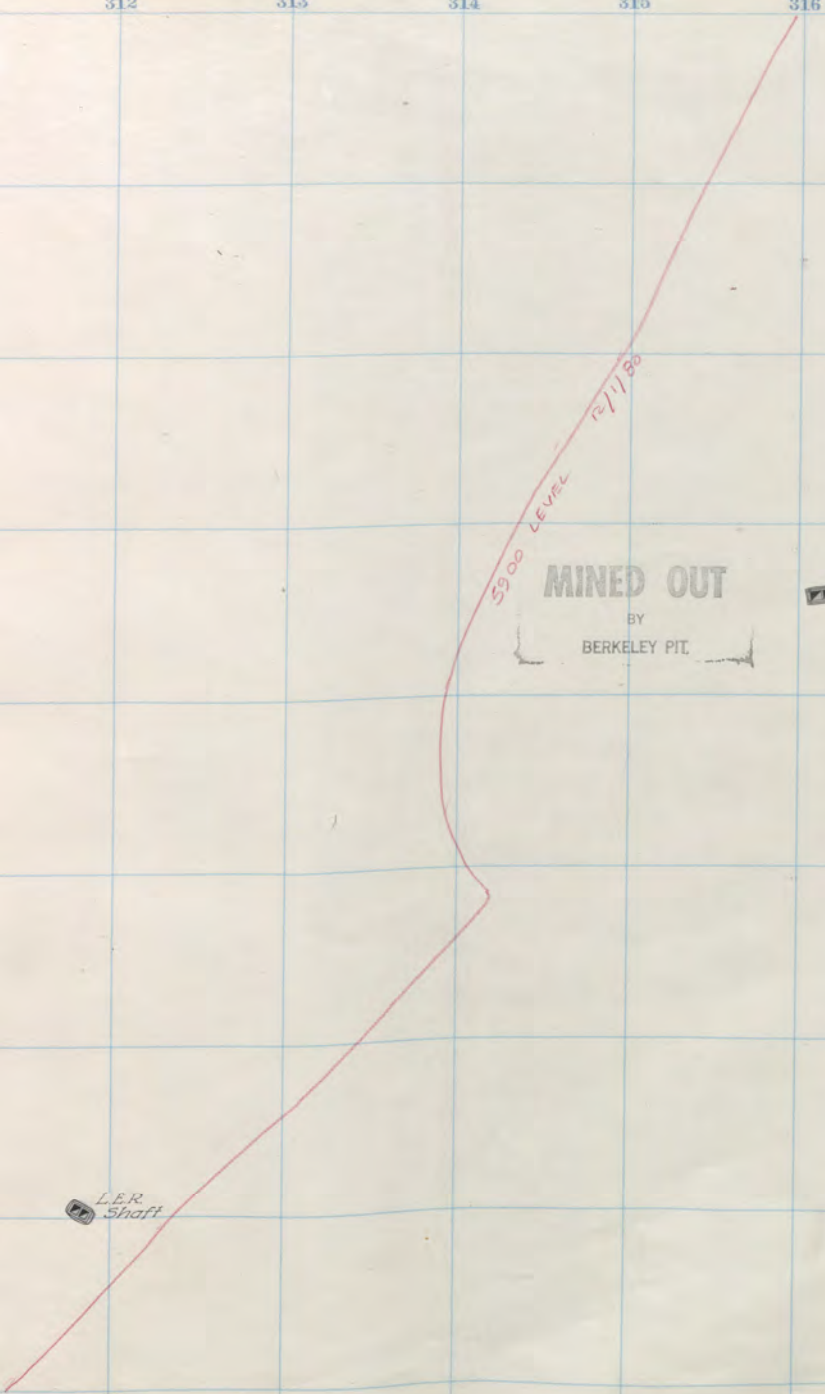 312 313 314 315 316
12/1/80
5900 LEVEL
MINED OUT
BY
BERKELEY PIT.
L.E.R.
Shaft